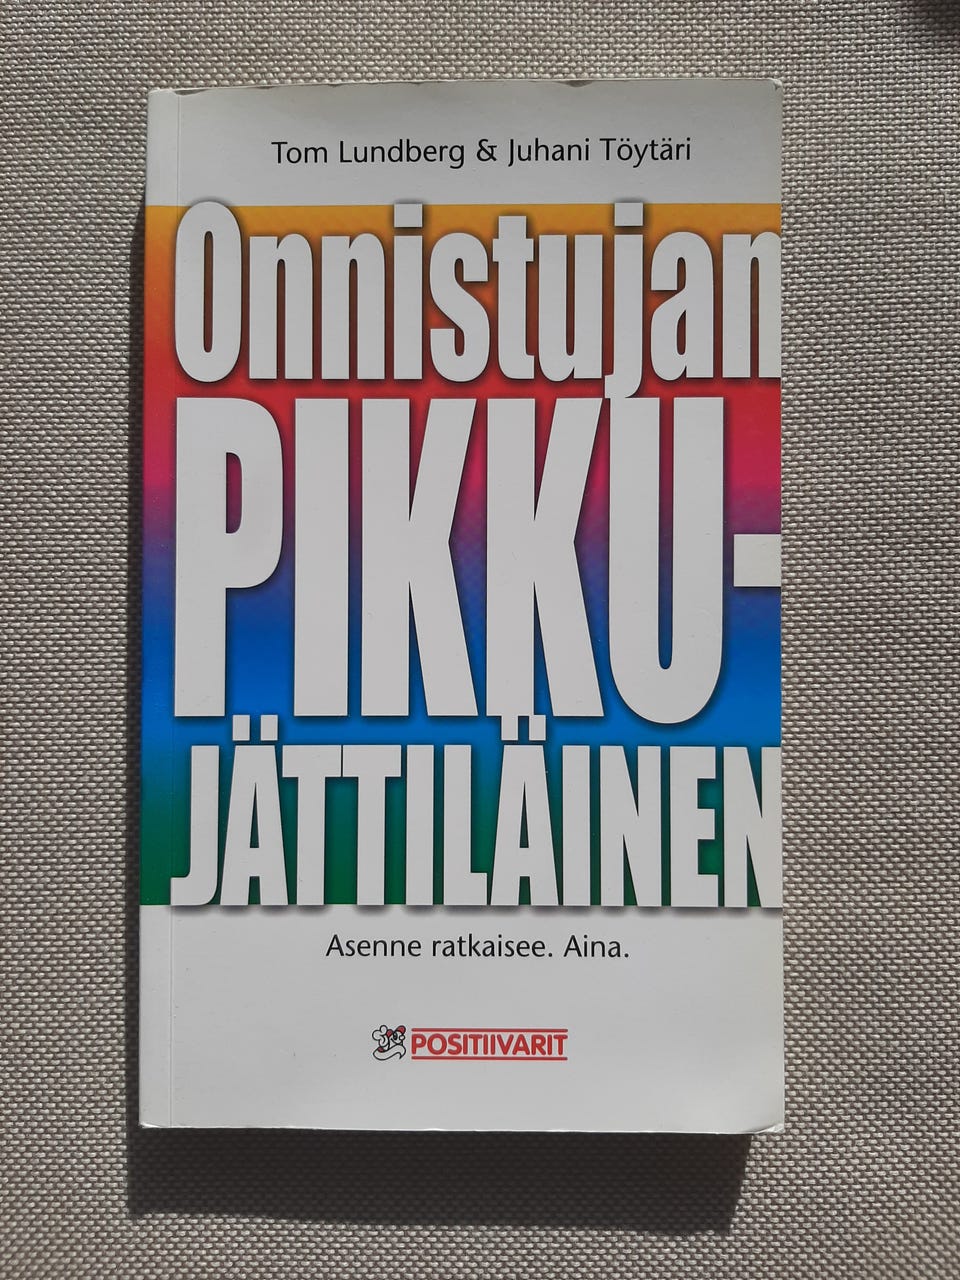 Tom Lundberg & Juhani Töytäri
Onnistujan
PIKKU-
JÄTTILÄINEN
Asenne ratkaisee. Aina.
POSITIIVARIT